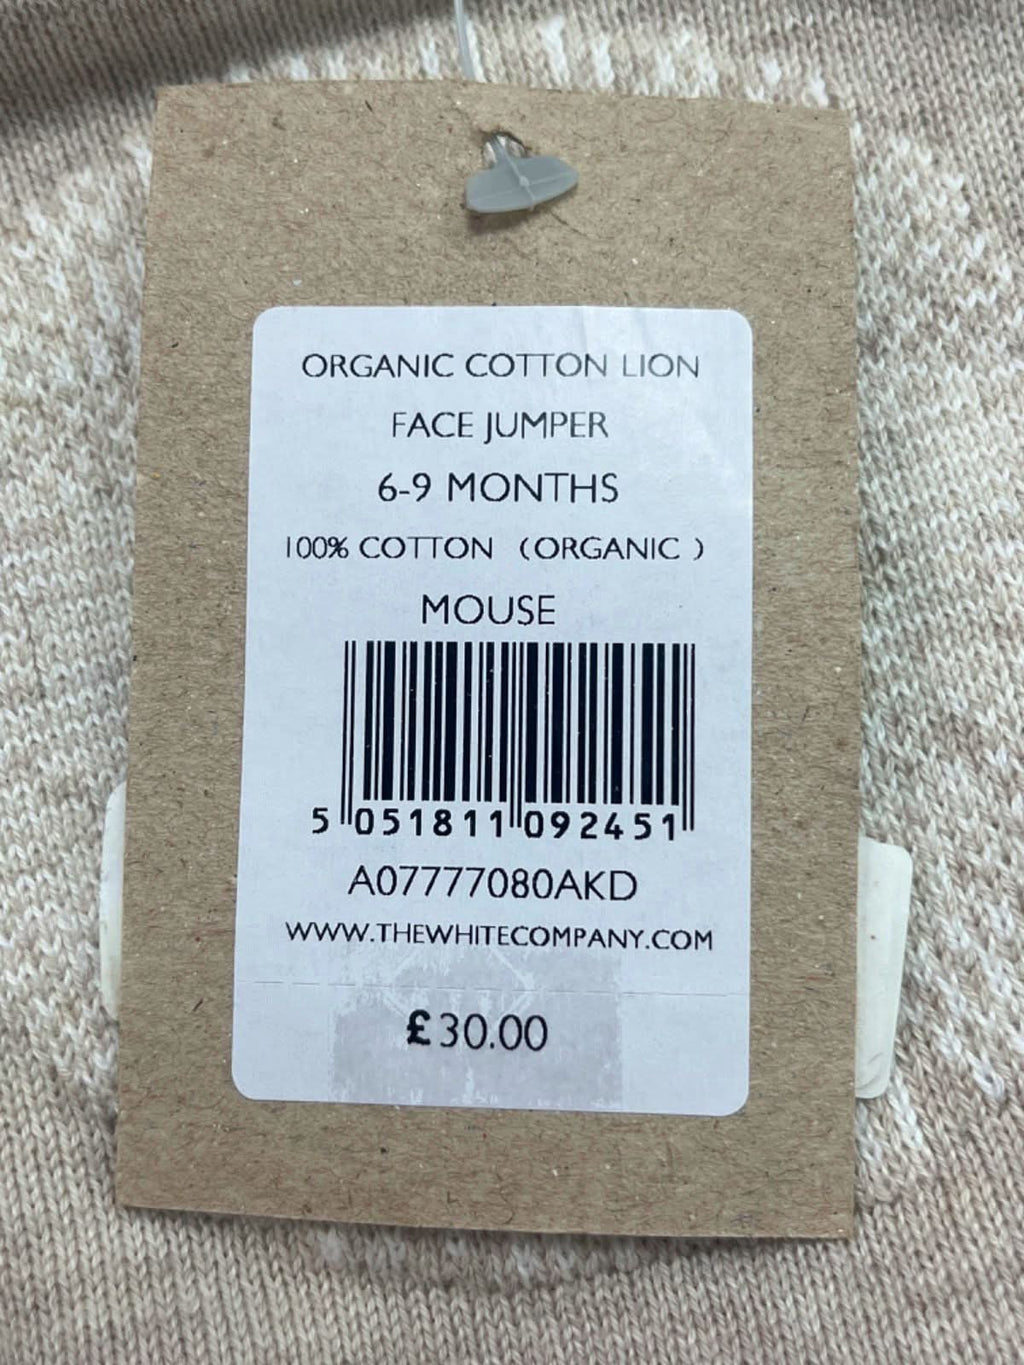 ORGANIC COTTON LION
FACE JUMPER
6-9 MONTHS
100% COTTON (ORGANIC )
MOUSE
5 051811 092451
A07777080AKD
WWW.THEWHITECOMPANY.COM
£30.00